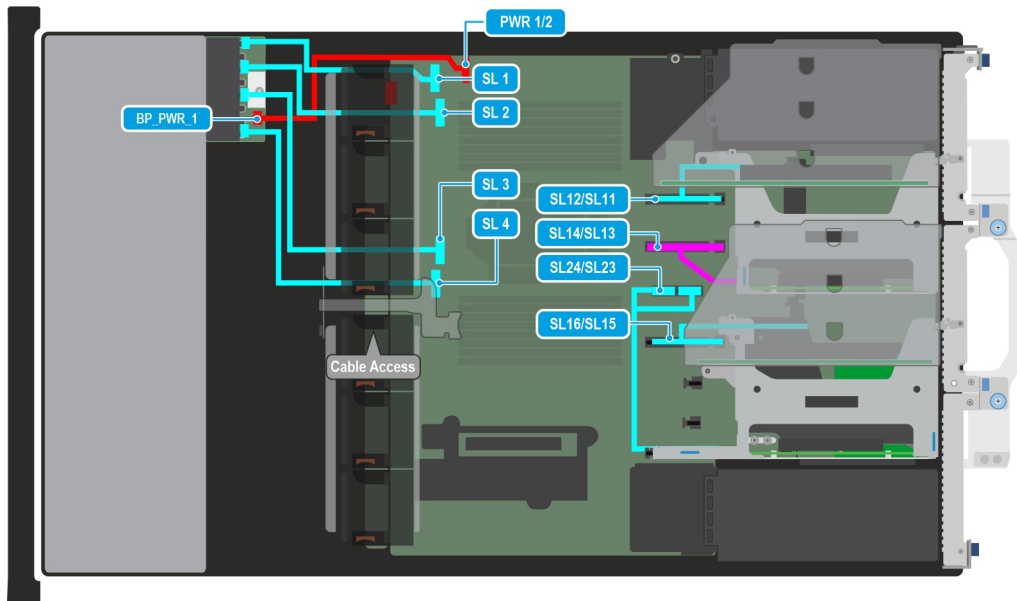 PWR 1/2
SL 1
SL 2
BP_PWR_1
SL 3
SL 4
SL12/SL11
SL14/SL13
SL24/SL23
SL16/SL15
Cable Access